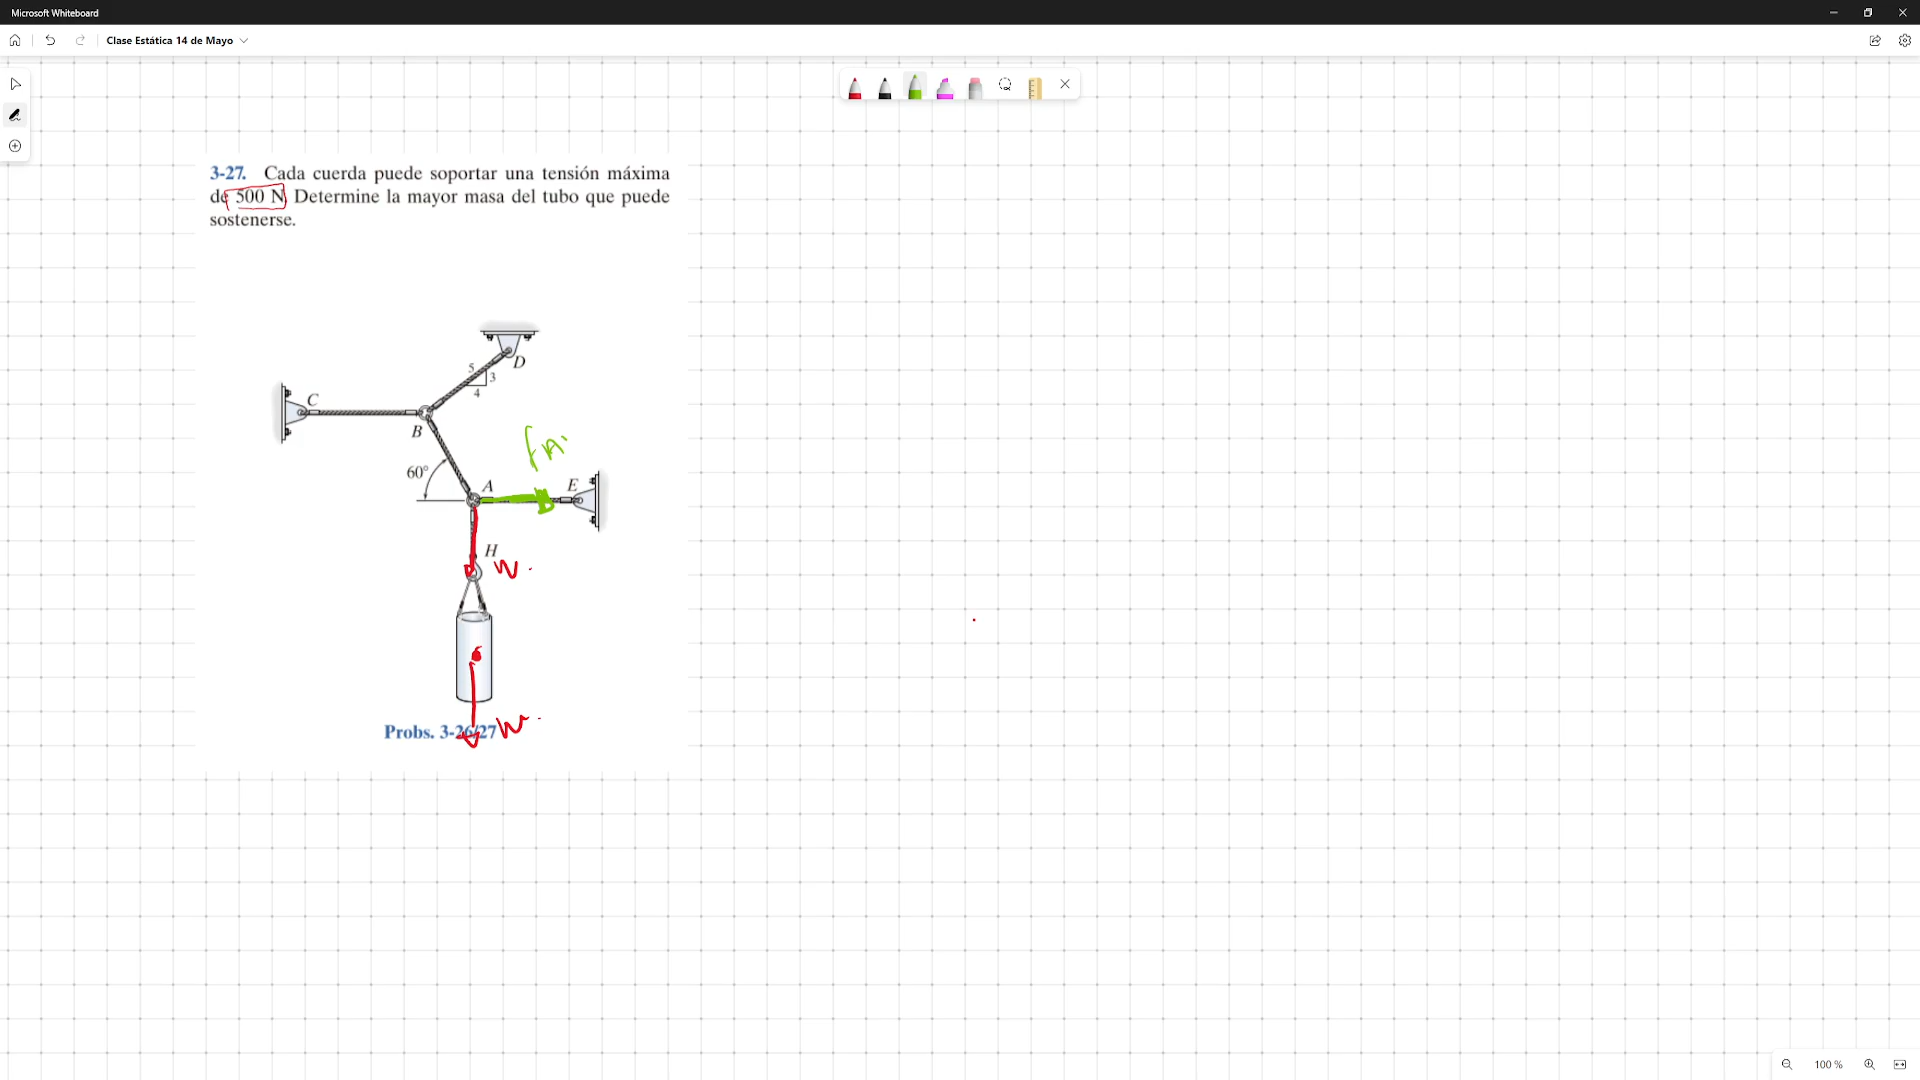 Microsoft Whiteboard
Clase Estática 14 de Mayo
3-27. Cada cuerda puede soportar una tensión máxima
de 500 N. Determine la mayor masa del tubo que puede
sostenerse.
D
5
3
4
C
B
FA
60°
A
E
H
W.
W.
Probs. 3-26/27
100 %